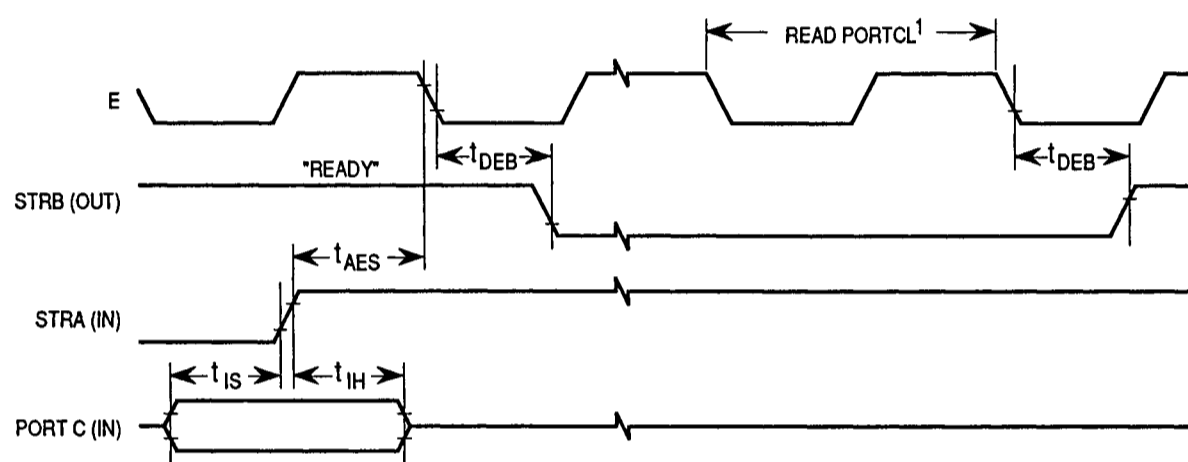 READ PORTCL1
E
tDEB
tDEB
"READY"
STRB (OUT)
tAES
STRA (IN)
tIS
tIH
PORT C (IN)